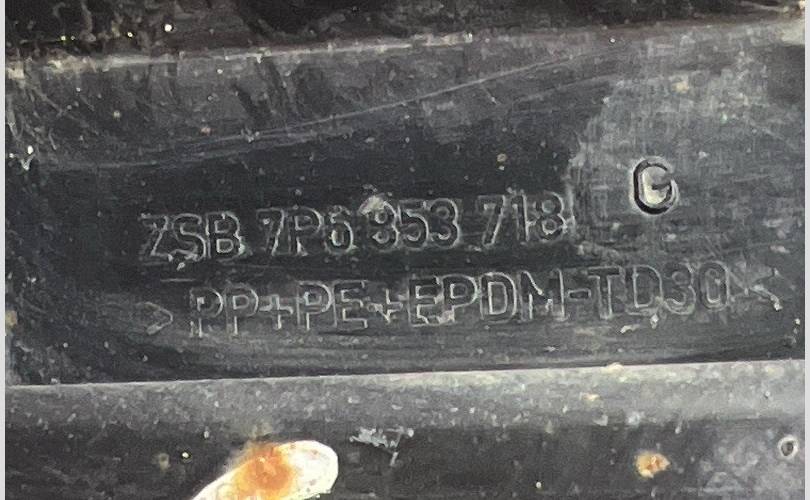 G
ZSB 7P6 853 718
>PP+PE+EPDM-TD30<